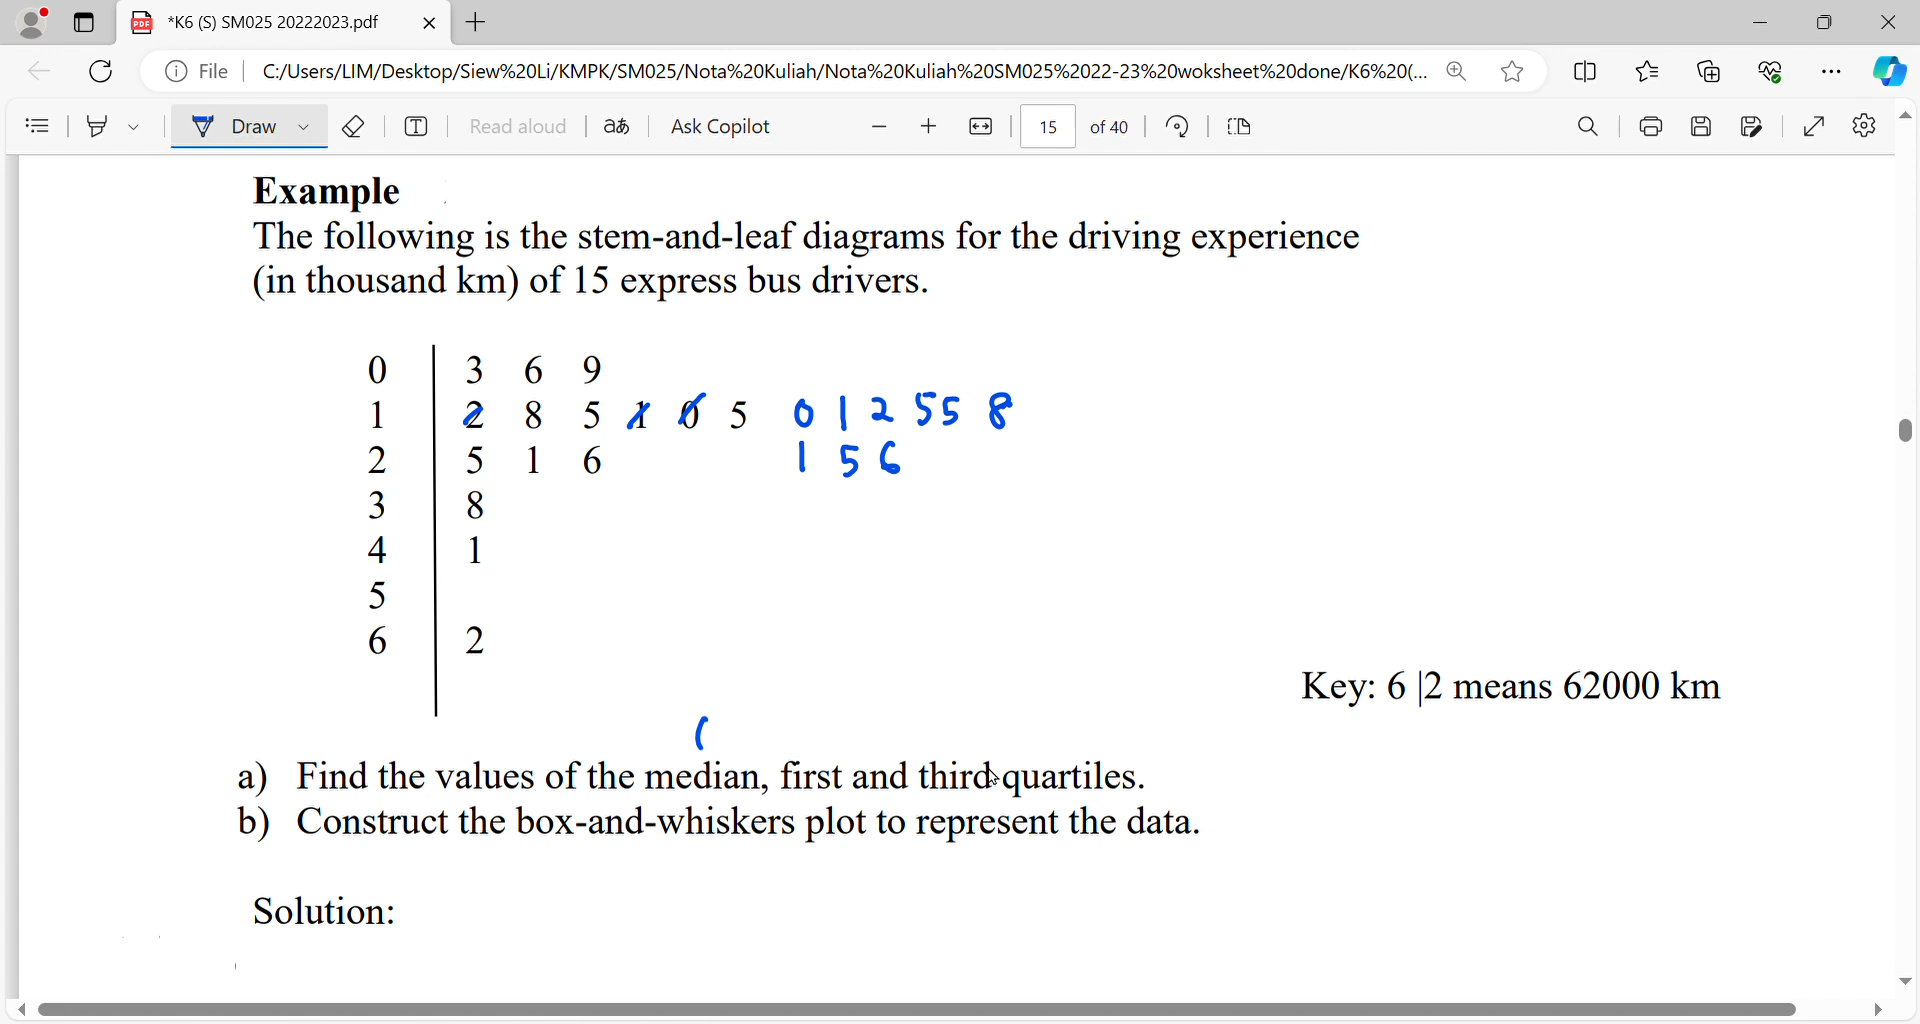 *K6 (S) SM025 20222023.pdf
File C:/Users/LIM/Desktop/Siew%20Li/KMPK/SM025/Nota%20Kuliah/Nota%20Kuliah%20SM025%2022-23%20woksheet%20done/K6%20(...
Draw T Read aloud aあ Ask Copilot 15 of 40
Example
The following is the stem-and-leaf diagrams for the driving experience
(in thousand km) of 15 express bus drivers.
0 3 6 9
1 2 8 5 1 0 5 0 1 2 5 5 8
2 5 1 6 1 5 6
3 8
4 1
5
6 2
Key: 6 |2 means 62000 km
a) Find the values of the median, first and third quartiles.
b) Construct the box-and-whiskers plot to represent the data.
Solution: